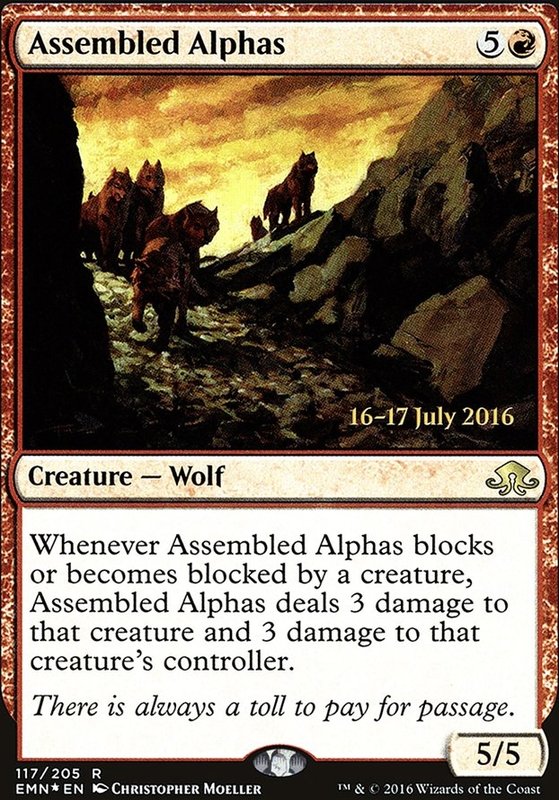 Assembled Alphas 5
16–17 July 2016
Creature — Wolf
Whenever Assembled Alphas blocks
or becomes blocked by a creature,
Assembled Alphas deals 3 damage to
that creature and 3 damage to that
creature's controller.
There is always a toll to pay for passage.
5/5
117/205 R
EMN★EN Christopher Moeller
™ & © 2016 Wizards of the Coast